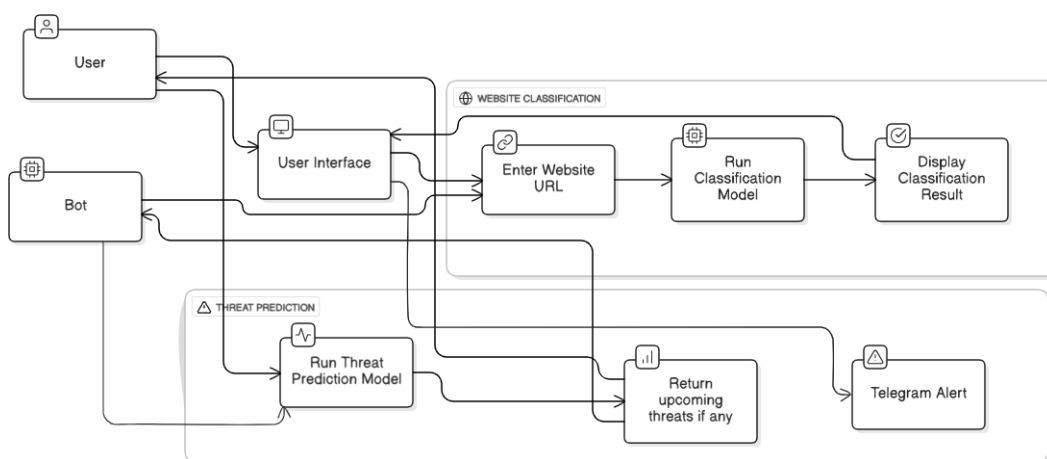 User
WEBSITE CLASSIFICATION
User Interface
Enter Website
URL
Run
Classification
Model
Display
Classification
Result
Bot
THREAT PREDICTION
Run Threat
Prediction Model
Return
upcoming
threats if any
Telegram Alert